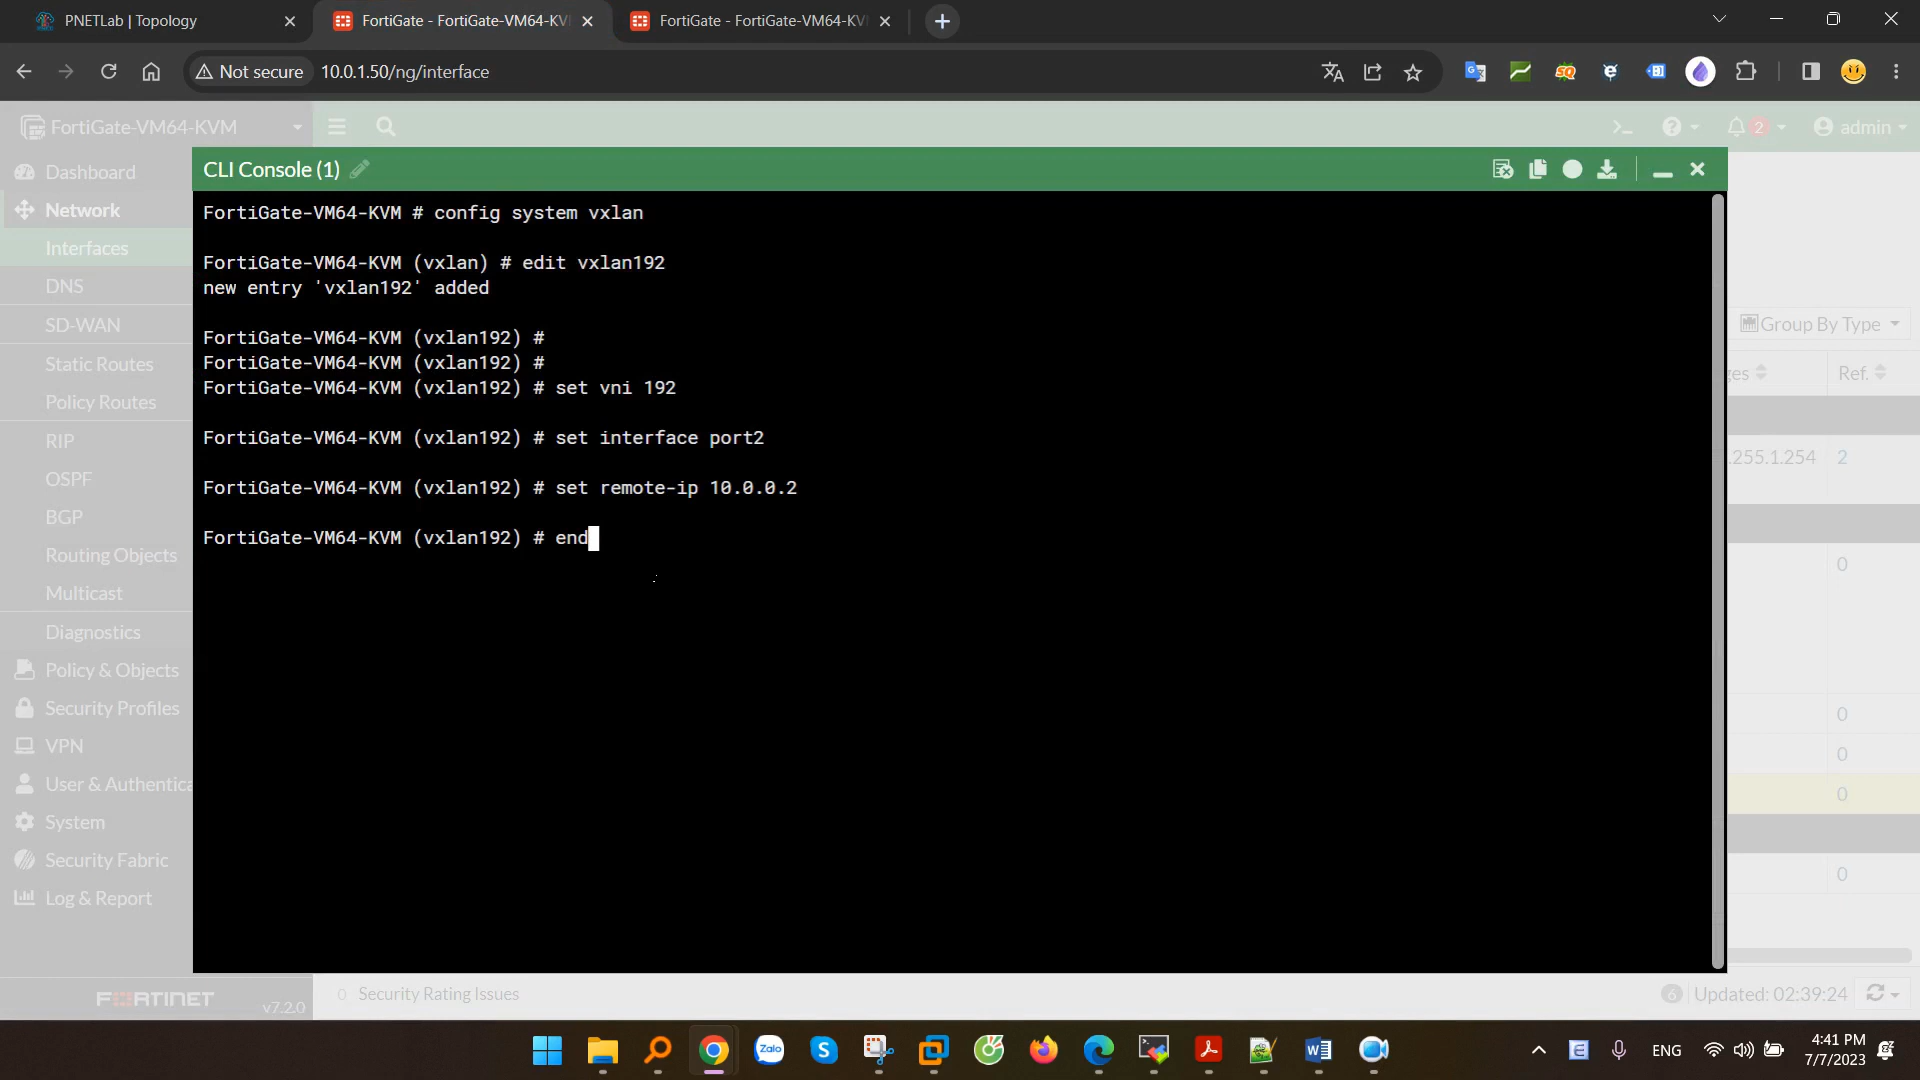 PNETLab | Topology
FortiGate - FortiGate-VM64-KV
FortiGate - FortiGate-VM64-KV
Not secure
10.0.1.50/ng/interface
FortiGate-VM64-KVM
2
admin
CLI Console (1)
Dashboard
Network
Interfaces
DNS
SD-WAN
Static Routes
Policy Routes
RIP
OSPF
BGP
Routing Objects
Multicast
Diagnostics
Policy & Objects
Security Profiles
VPN
User & Authentica
System
Security Fabric
Log & Report
FortiGate-VM64-KVM # config system vxlan
FortiGate-VM64-KVM (vxlan) # edit vxlan192
new entry 'vxlan192' added
FortiGate-VM64-KVM (vxlan192) #
FortiGate-VM64-KVM (vxlan192) #
FortiGate-VM64-KVM (vxlan192) # set vni 192
FortiGate-VM64-KVM (vxlan192) # set interface port2
FortiGate-VM64-KVM (vxlan192) # set remote-ip 10.0.0.2
FortiGate-VM64-KVM (vxlan192) # end
Group By Type
ges
Ref.
.255.1.254
2
0
0
0
0
0
FORTINET
v7.2.0
0 Security Rating Issues
6 Updated: 02:39:24
Zalo
ENG
4:41 PM
7/7/2023